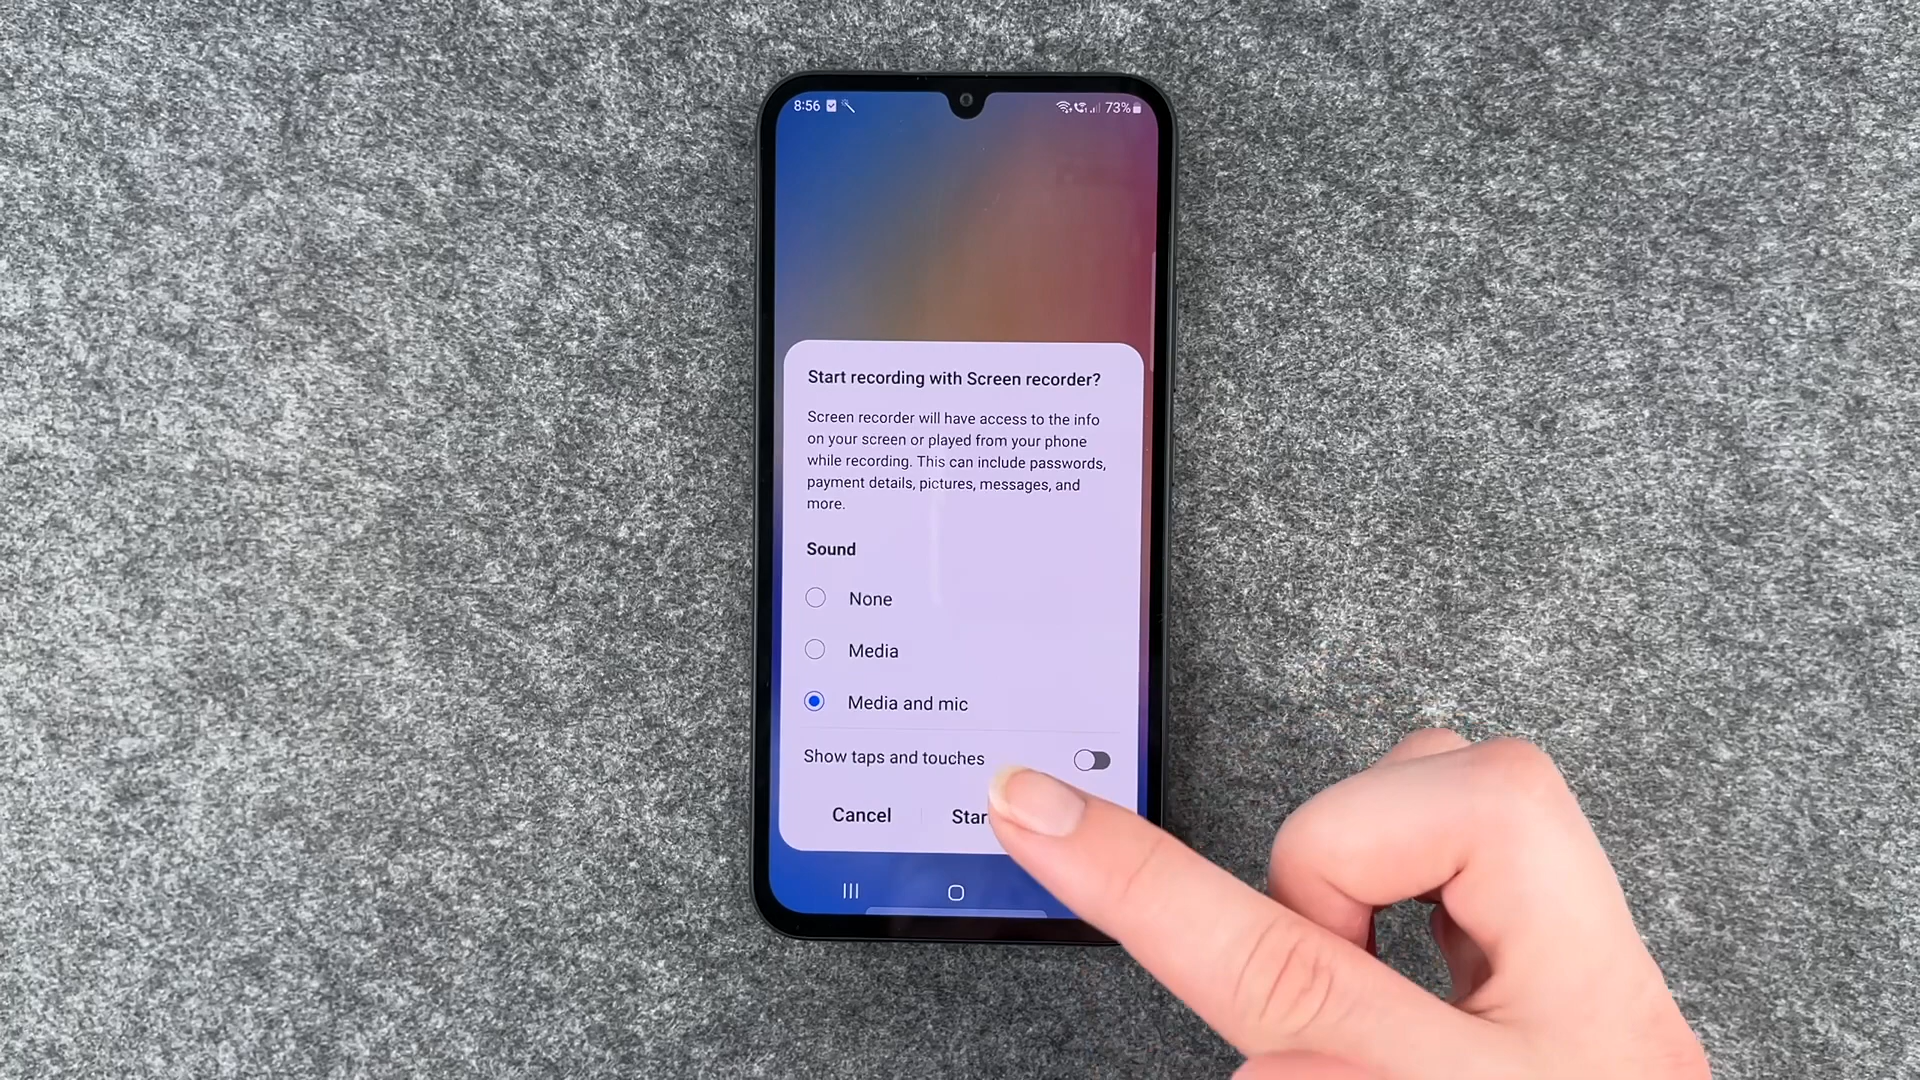 8:56
73%
Start recording with Screen recorder?
Screen recorder will have access to the info
on your screen or played from your phone
while recording. This can include passwords,
payment details, pictures, messages, and
more.
Sound
None
Media
Media and mic
Show taps and touches
Cancel
Star